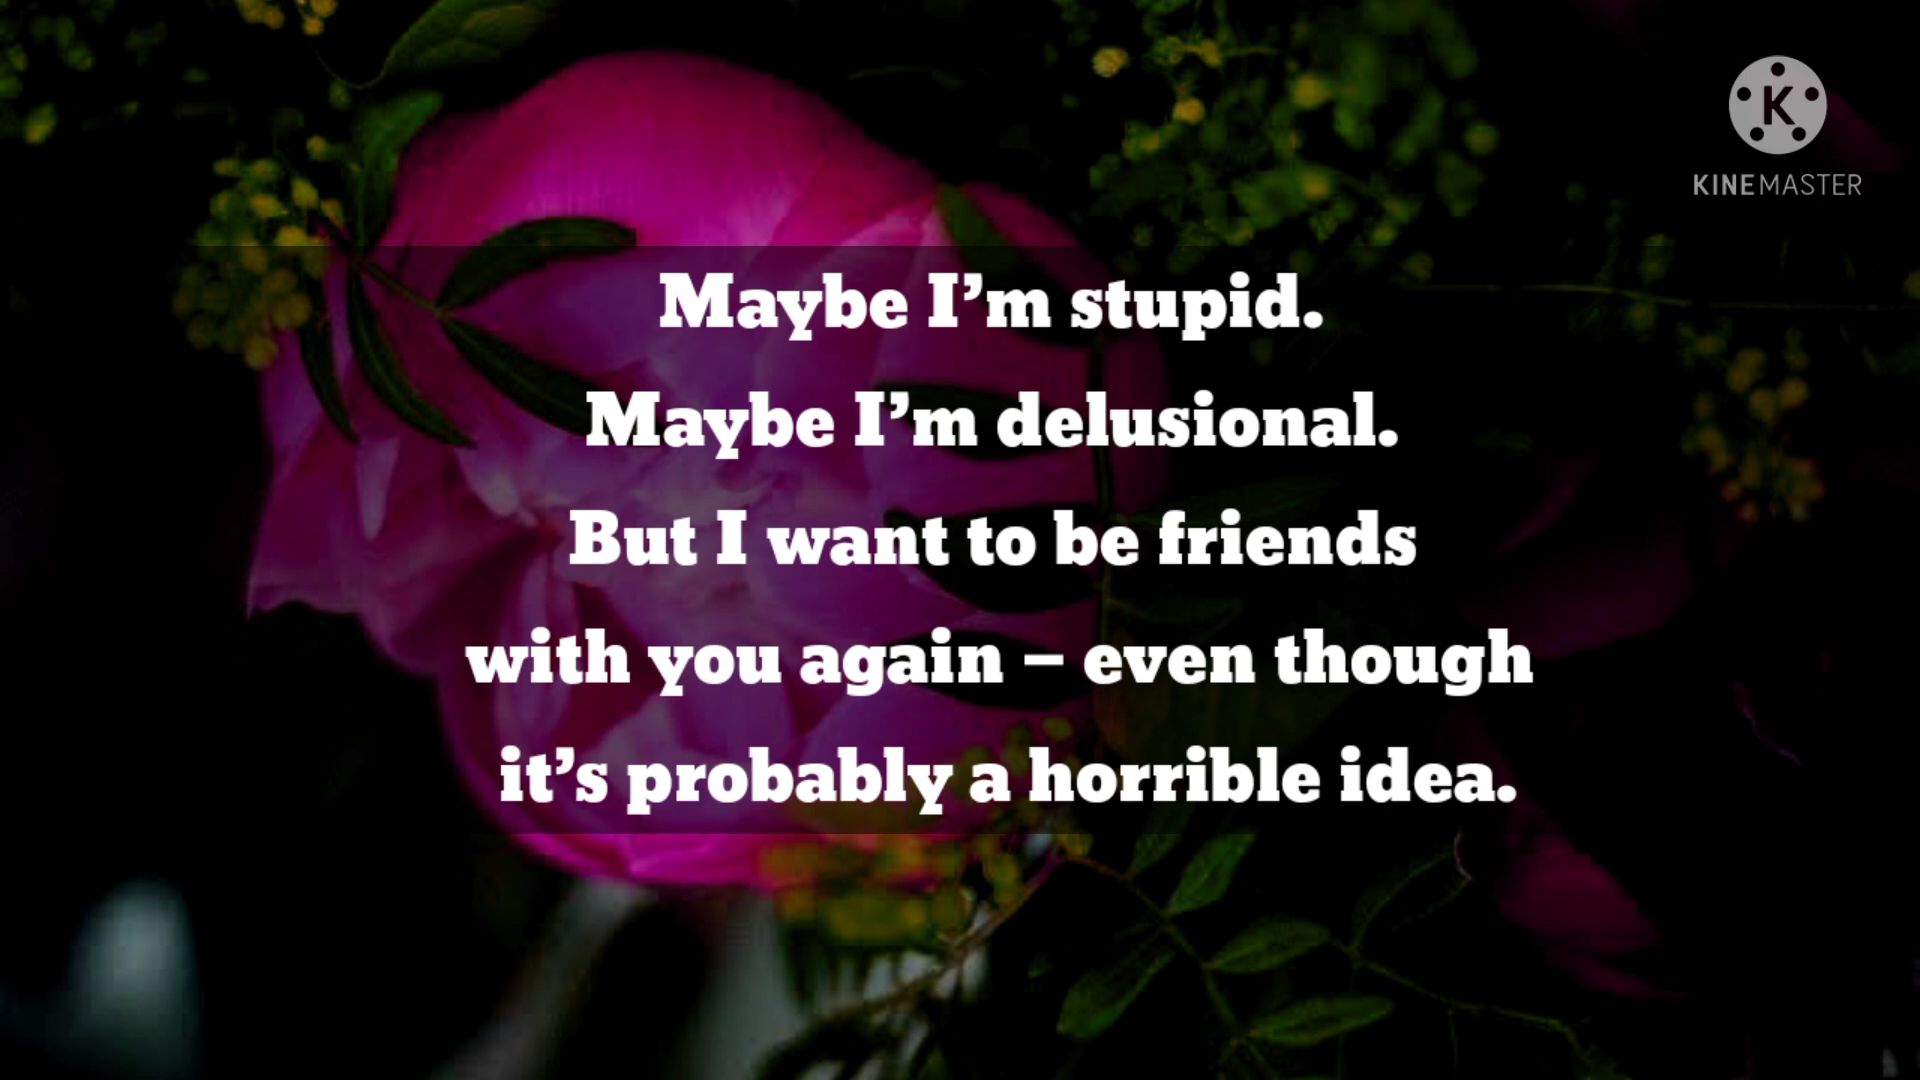 K
KINEMASTER
Maybe I’m stupid.
Maybe I’m delusional.
But I want to be friends
with you again – even though
it’s probably a horrible idea.